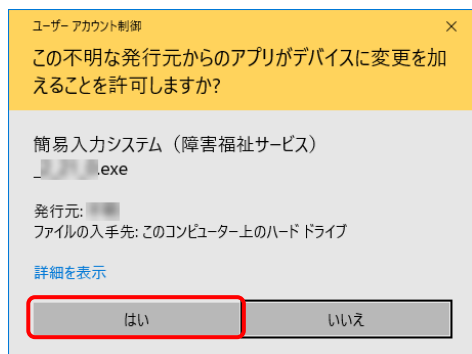 ユーザー アカウント制御
この不明な発行元からのアプリがデバイスに変更を加
えることを許可しますか?
簡易入力システム（障害福祉サービス）
_ .exe
発行元:
ファイルの入手先: このコンピューター上のハード ドライブ
詳細を表示
はい
いいえ